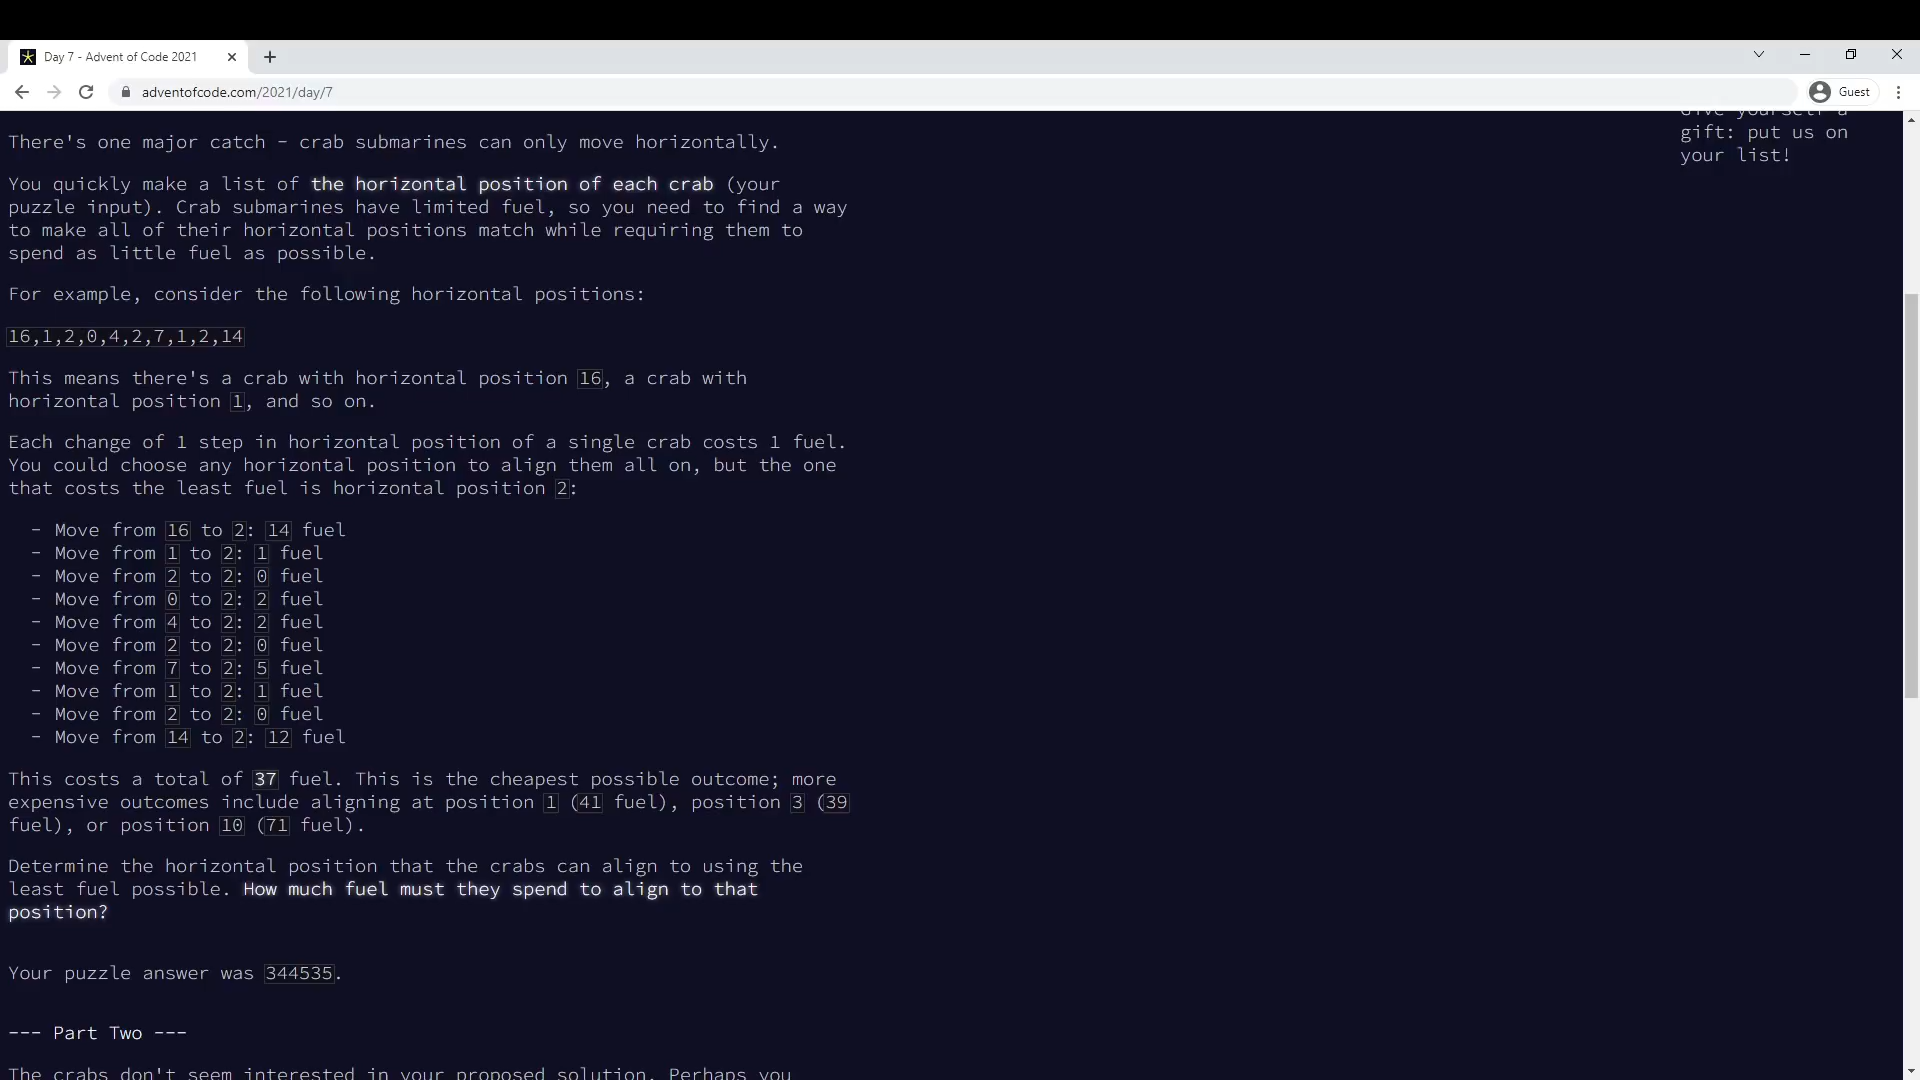 Day 7 - Advent of Code 2021
adventofcode.com/2021/day/7
Guest
Give yourself a
gift: put us on
your list!
There's one major catch - crab submarines can only move horizontally.
You quickly make a list of the horizontal position of each crab (your
puzzle input). Crab submarines have limited fuel, so you need to find a way
to make all of their horizontal positions match while requiring them to
spend as little fuel as possible.
For example, consider the following horizontal positions:
16,1,2,0,4,2,7,1,2,14
This means there's a crab with horizontal position 16, a crab with
horizontal position 1, and so on.
Each change of 1 step in horizontal position of a single crab costs 1 fuel.
You could choose any horizontal position to align them all on, but the one
that costs the least fuel is horizontal position 2:
- Move from 16 to 2: 14 fuel
- Move from 1 to 2: 1 fuel
- Move from 2 to 2: 0 fuel
- Move from 0 to 2: 2 fuel
- Move from 4 to 2: 2 fuel
- Move from 2 to 2: 0 fuel
- Move from 7 to 2: 5 fuel
- Move from 1 to 2: 1 fuel
- Move from 2 to 2: 0 fuel
- Move from 14 to 2: 12 fuel
This costs a total of 37 fuel. This is the cheapest possible outcome; more
expensive outcomes include aligning at position 1 (41 fuel), position 3 (39
fuel), or position 10 (71 fuel).
Determine the horizontal position that the crabs can align to using the
least fuel possible. How much fuel must they spend to align to that
position?
Your puzzle answer was 344535.
--- Part Two ---
The crabs don't seem interested in your proposed solution. Perhaps you